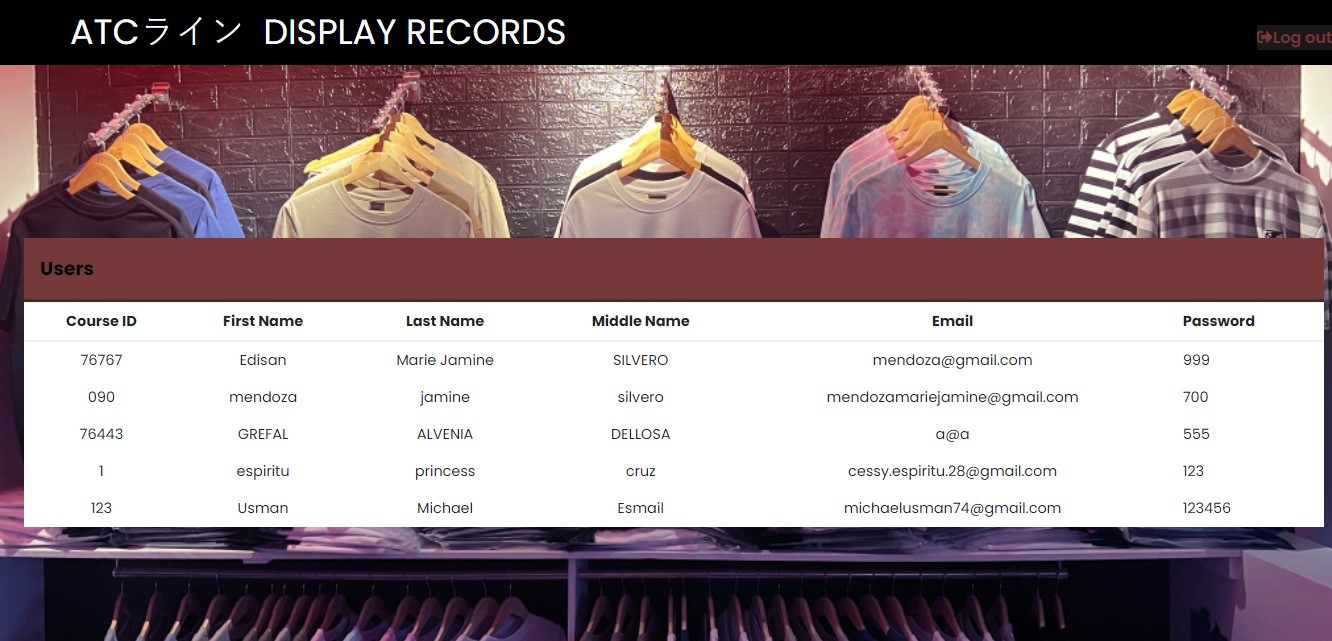 ATCライン DISPLAY RECORDS
Log out
Users
Course ID First Name Last Name Middle Name Email Password
76767 Edisan Marie Jamine SILVERO mendoza@gmail.com 999
090 mendoza jamine silvero mendozamariejamine@gmail.com 700
76443 GREFAL ALVENIA DELLOSA a@a 555
1 espiritu princess cruz cessy.espiritu.28@gmail.com 123
123 Usman Michael Esmail michaelusman74@gmail.com 123456